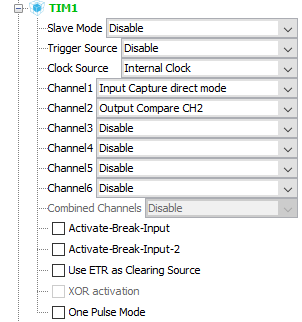 TIM1
Slave Mode Disable
Trigger Source Disable
Clock Source Internal Clock
Channel1 Input Capture direct mode
Channel2 Output Compare CH2
Channel3 Disable
Channel4 Disable
Channel5 Disable
Channel6 Disable
Combined Channels Disable
Activate-Break-Input
Activate-Break-Input-2
Use ETR as Clearing Source
XOR activation
One Pulse Mode